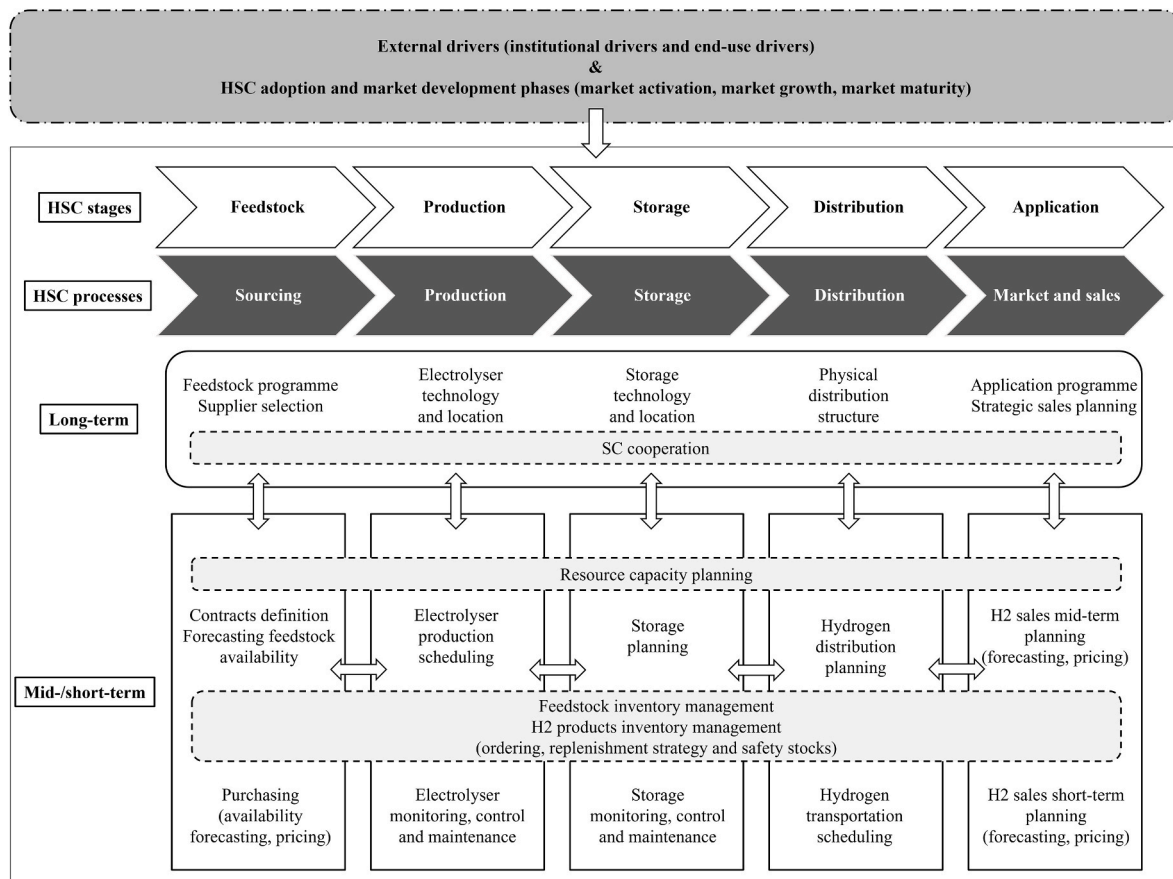 External drivers (institutional drivers and end-use drivers)
&
HSC adoption and market development phases (market activation, market growth, market maturity)
HSC stages
Feedstock
Production
Storage
Distribution
Application
HSC processes
Sourcing
Production
Storage
Distribution
Market and sales
Long-term
Feedstock programme
Supplier selection
Electrolyser
technology
and location
Storage
technology
and location
Physical
distribution
structure
Application programme
Strategic sales planning
SC cooperation
Mid-/short-term
Resource capacity planning
Contracts definition
Forecasting feedstock
availability
Electrolyser
production
scheduling
Storage
planning
Hydrogen
distribution
planning
H2 sales mid-term
planning
(forecasting, pricing)
Feedstock inventory management
H2 products inventory management
(ordering, replenishment strategy and safety stocks)
Purchasing
(availability
forecasting, pricing)
Electrolyser
monitoring, control
and maintenance
Storage
monitoring, control
and maintenance
Hydrogen
transportation
scheduling
H2 sales short-term
planning
(forecasting, pricing)